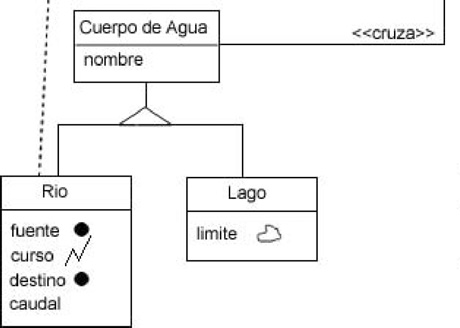 Cuerpo de Agua
nombre
<<cruza>>
Rio
fuente
curso
destino
caudal
Lago
limite